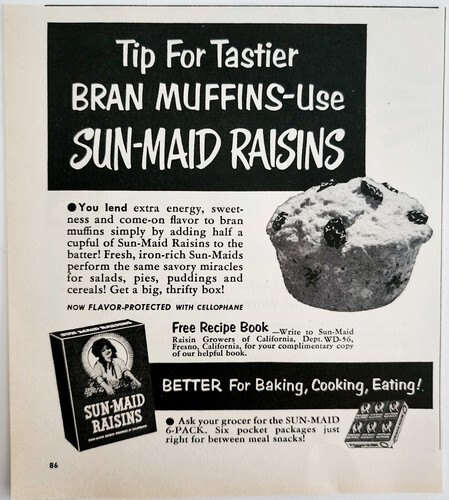 Tip For Tastier
BRAN MUFFINS-Use
SUN-MAID RAISINS
●You lend extra energy, sweet-
ness and come-on flavor to bran
muffins simply by adding half a
cupful of Sun-Maid Raisins to the
batter! Fresh, iron-rich Sun-Maids
perform the same savory miracles
for salads, pies, puddings and
cereals! Get a big, thrifty box!
NOW FLAVOR-PROTECTED WITH CELLOPHANE
Free Recipe Book —Write to Sun-Maid
Raisin Growers of California, Dept. WD-56,
Fresno, California, for your complimentary copy
of our helpful book.
SUN MAID RAISINS
SUN-MAID
RAISINS
BETTER For Baking, Cooking, Eating!
● Ask your grocer for the SUN-MAID
6-PACK. Six pocket packages just
right for between meal snacks!
86